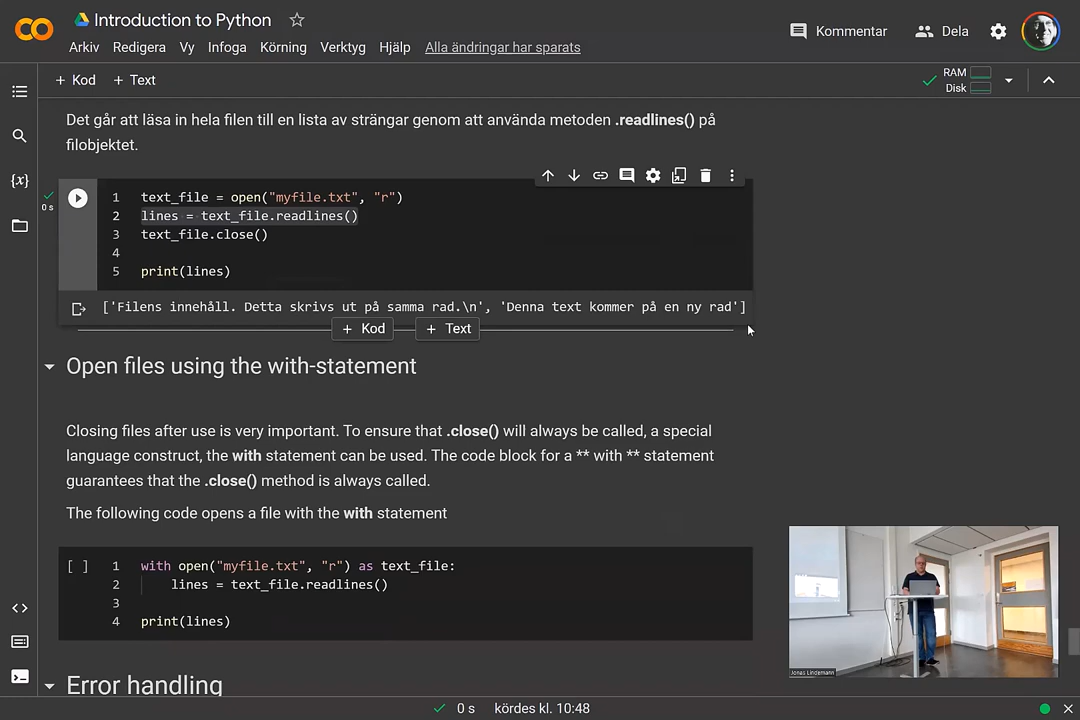 Introduction to Python
Arkiv Redigera Vy Infoga Körning Verktyg Hjälp Alla ändringar har sparats
Kommentar
Dela
+ Kod + Text
RAM
Disk
Det går att läsa in hela filen till en lista av strängar genom att använda metoden .readlines() på
filobjektet.
0 s
1 text_file = open("myfile.txt", "r")
2 lines = text_file.readlines()
3 text_file.close()
4
5 print(lines)
['Filens innehåll. Detta skrivs ut på samma rad.\n', 'Denna text kommer på en ny rad']
+ Kod + Text
Open files using the with-statement
Closing files after use is very important. To ensure that .close() will always be called, a special
language construct, the with statement can be used. The code block for a ** with ** statement
guarantees that the .close() method is always called.
The following code opens a file with the with statement
[ ]
1 with open("myfile.txt", "r") as text_file:
2 lines = text_file.readlines()
3
4 print(lines)
Error handling
Jonas Lindemann
0 s kördes kl. 10:48